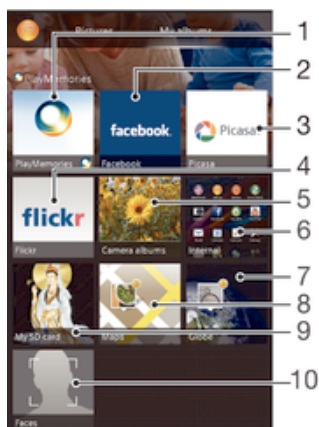 Pictures My albums
1
2
PlayMemories
facebook
Picasa
3
PlayMemories Facebook Picasa
4
flickr
5
6
Flickr Camera albums Internal
7
8
9
My SD card Maps Globe
10
Faces